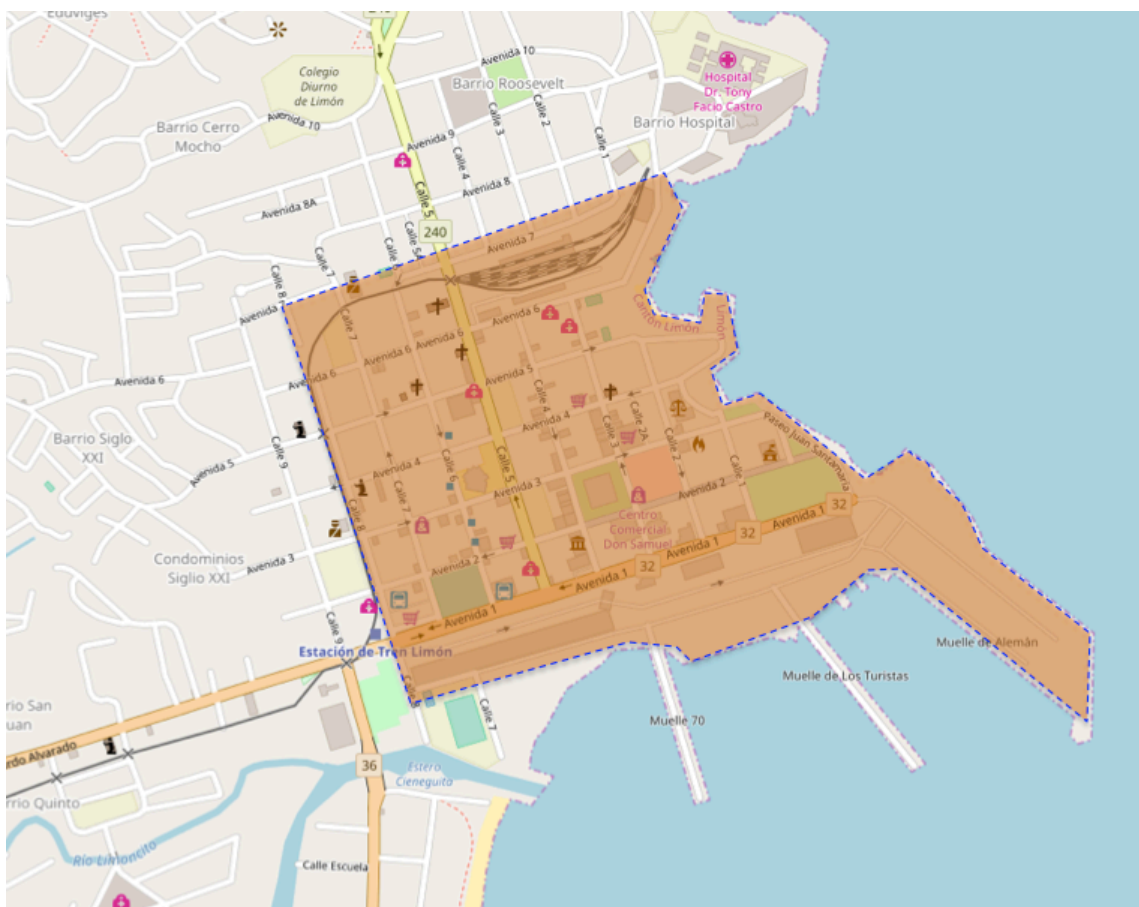 Eduviges
240
Avenida 10
Colegio
Diurno
de Limón
Barrio Roosevelt
Hospital
Dr. Tony
Facio Castro
Barrio Hospital
Avenida 10
Calle 3
Calle 2
Barrio Cerro
Mocho
Avenida 9
Calle 4
Calle 1
Avenida 8
Calle 5
Avenida 8A
240
Calle 5A
Avenida 7
Calle 7
Calle 8
Avenida 6
Calle 7
Avenida 6
Cantón Limón
Limón
Avenida 6
Avenida 6
Avenida 6
Avenida 6
Avenida 5
Calle 4
Avenida 4
Calle 2A
Calle 3
Calle 2
Paseo Juan Santamaría
Barrio Siglo
XXI
Calle 9
Avenida 5
Avenida 4
Calle 6
Calle 5
Avenida 3
Calle 1
Avenida 2
Calle 7
Calle 8
32
Avenida 1
32
Centro
Comercial
Don Samuel
Avenida 1
32
Condominios
Siglio XXI
Avenida 3
Avenida 2
Avenida 1
Avenida 1
Calle 9
Estación de Tren Limón
Muelle de Alemán
Muelle de Los Turistas
Muelle 70
Calle 7
rio San
uan
rdo Alvarado
36
Estero
Cieneguita
rrio Quinto
Río Limoncito
Calle Escuela